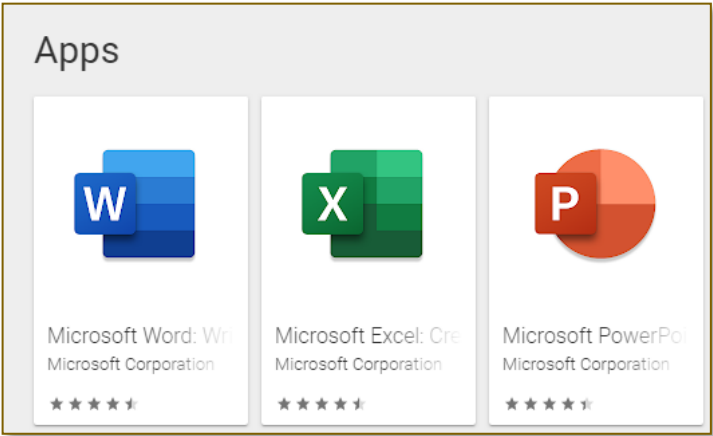 Apps
W
X
P
Microsoft Word: Wri
Microsoft Corporation
Microsoft Excel: Cre
Microsoft Corporation
Microsoft PowerPo
Microsoft Corporation